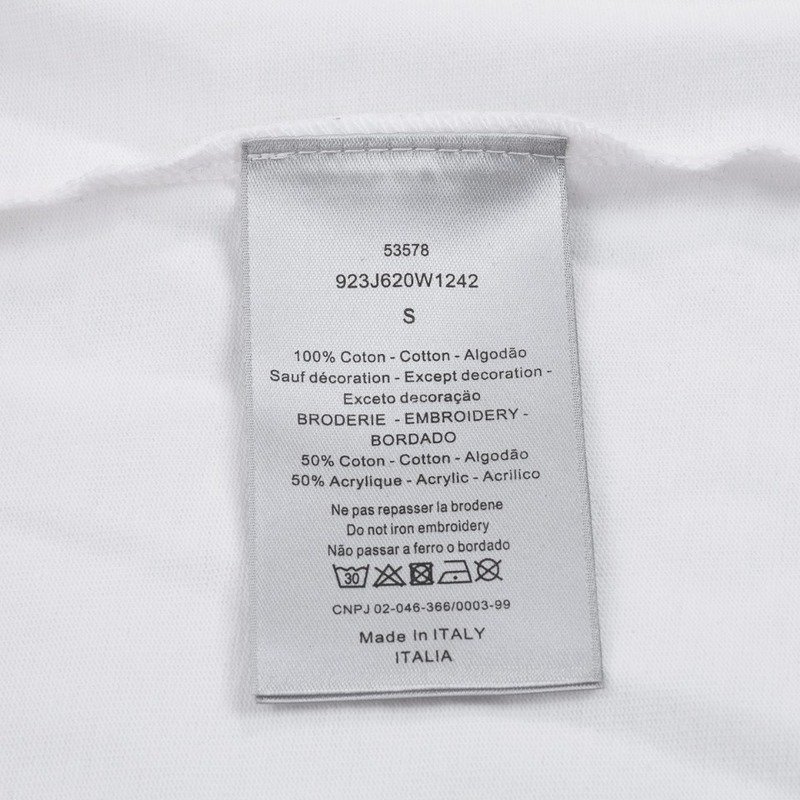 53578
923J620W1242
S
100% Coton - Cotton - Algodão
Sauf décoration - Except decoration -
Exceto decoração
BRODERIE - EMBROIDERY -
BORDADO
50% Coton - Cotton - Algodão
50% Acrylique - Acrylic - Acrilico
Ne pas repasser la brodene
Do not iron embroidery
Não passar a ferro o bordado
30
CNPJ 02-046-366/0003-99
Made In ITALY
ITALIA